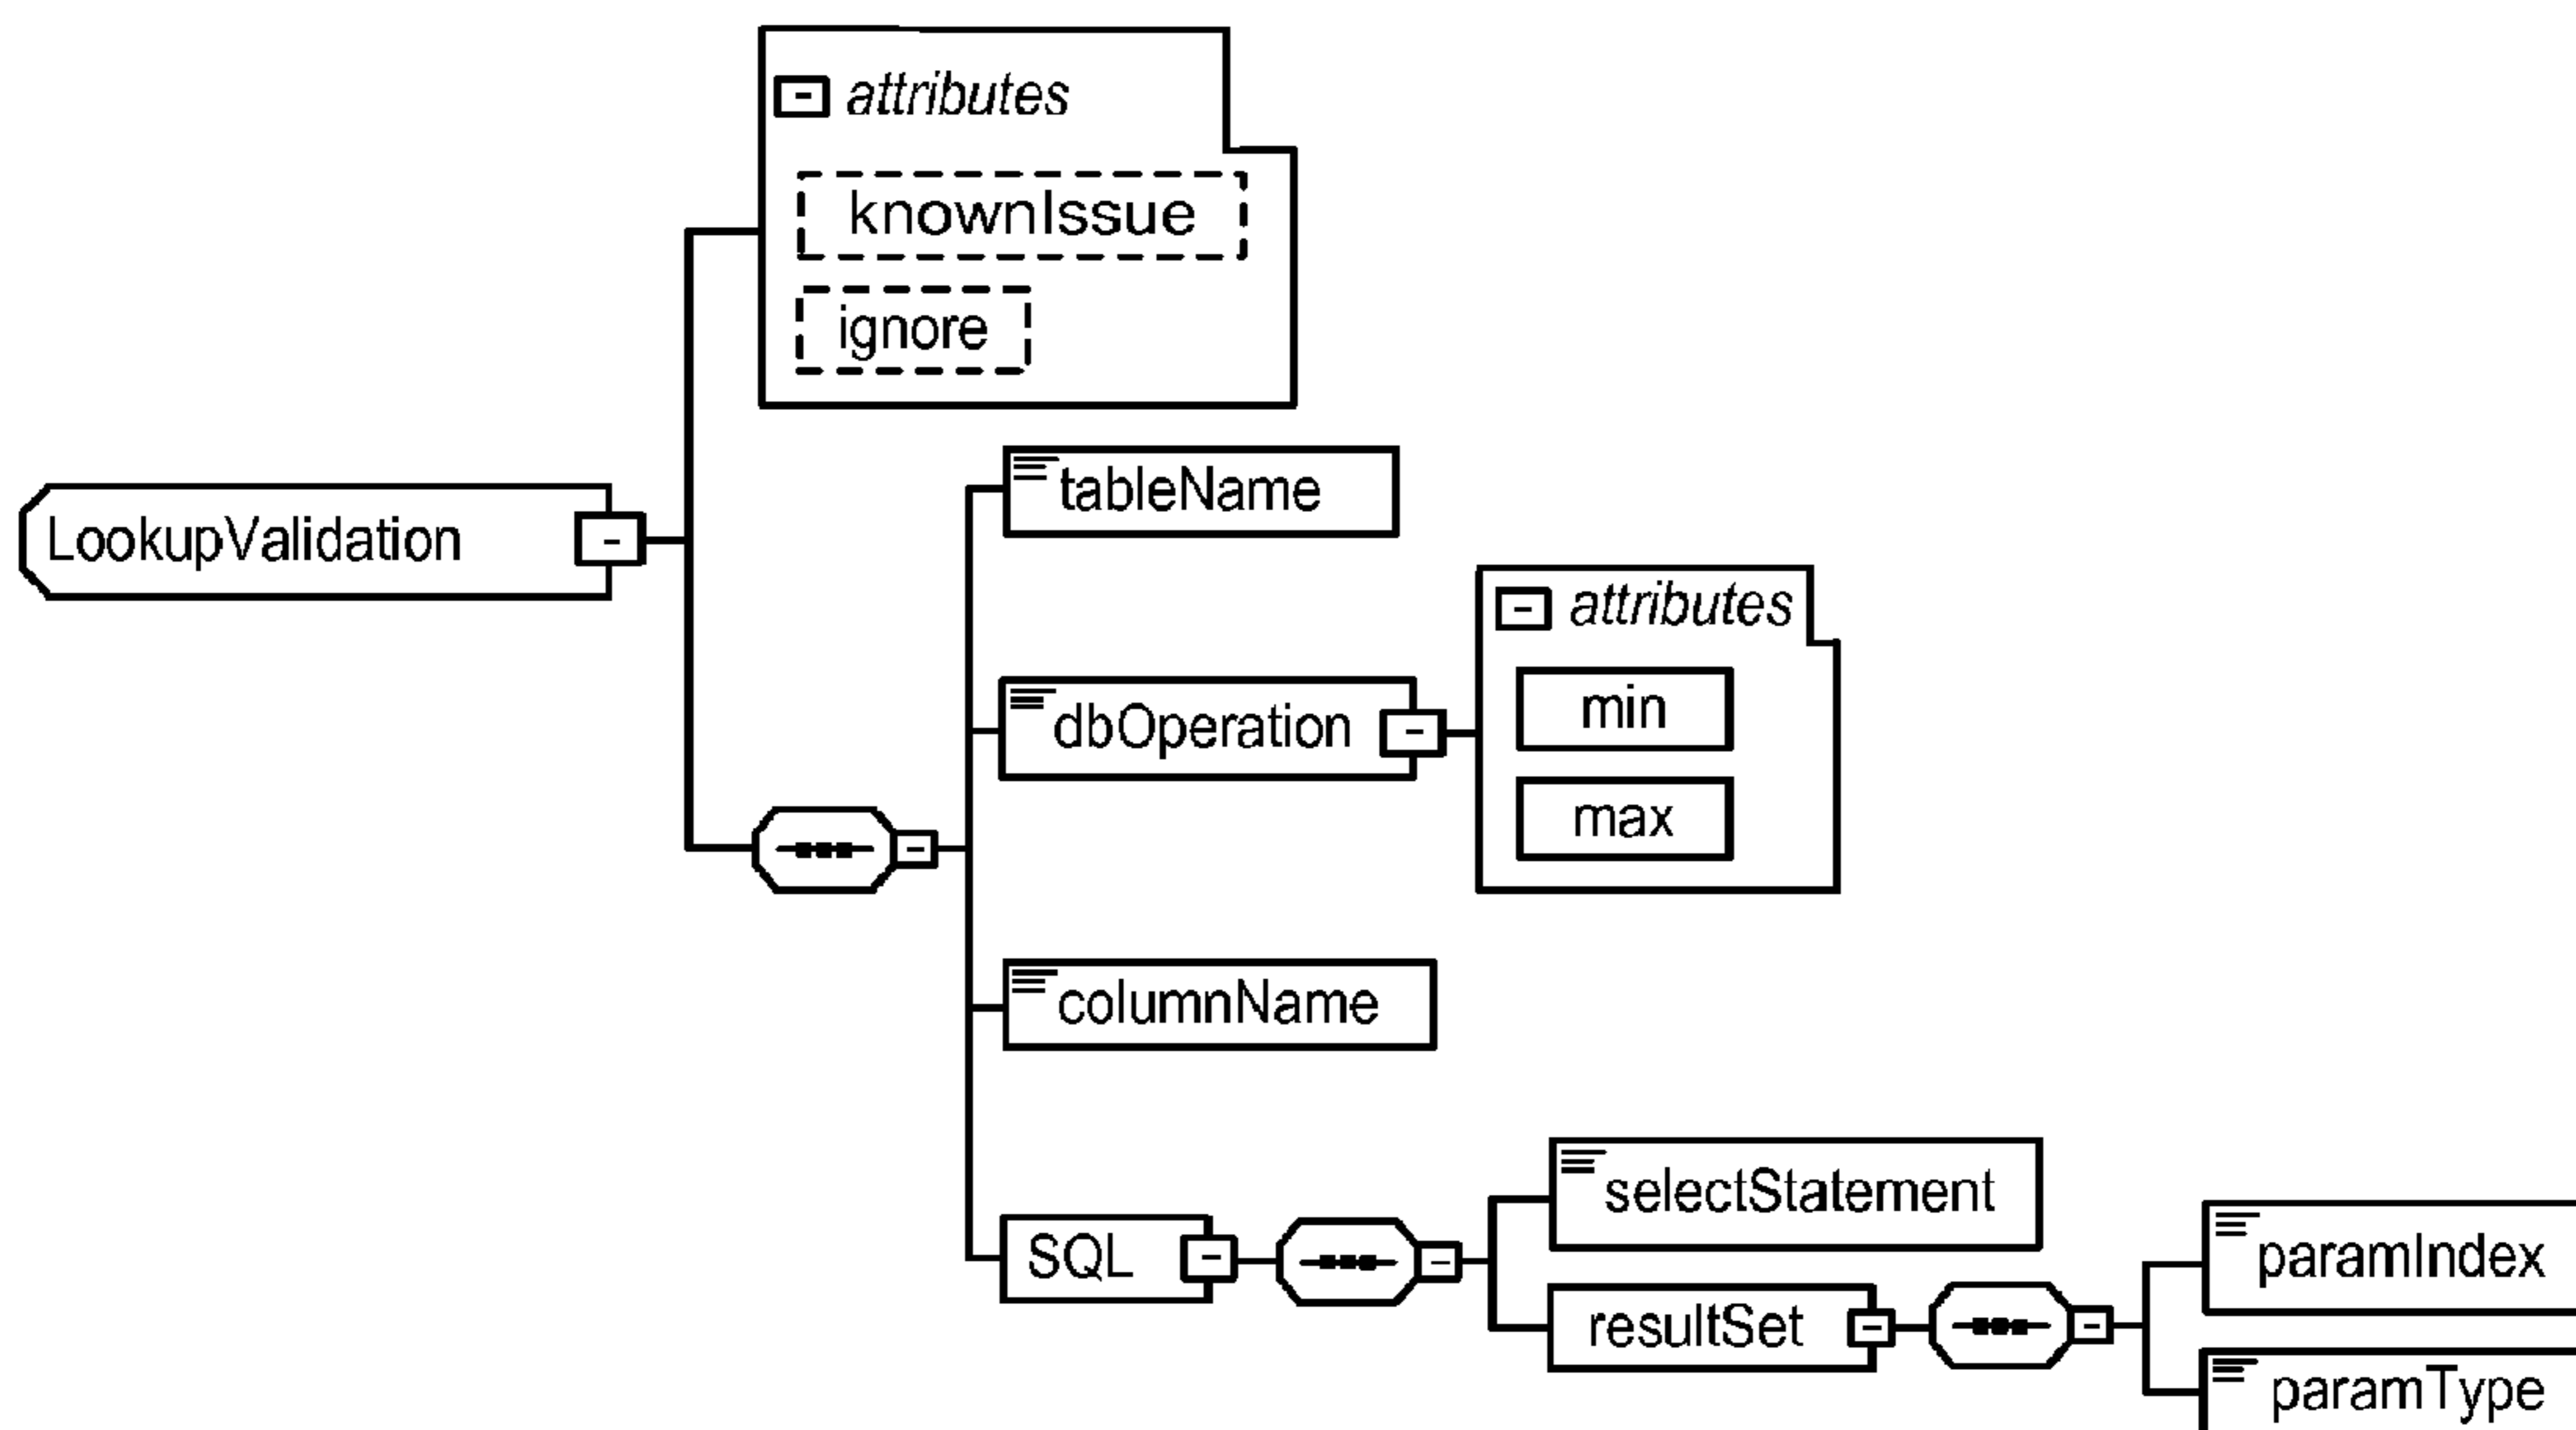 attributes
knownIssue
ignore
LookupValidation
tableName
attributes
min
dbOperation
max
columnName
selectStatement
SQL
paramIndex
resultSet
paramType